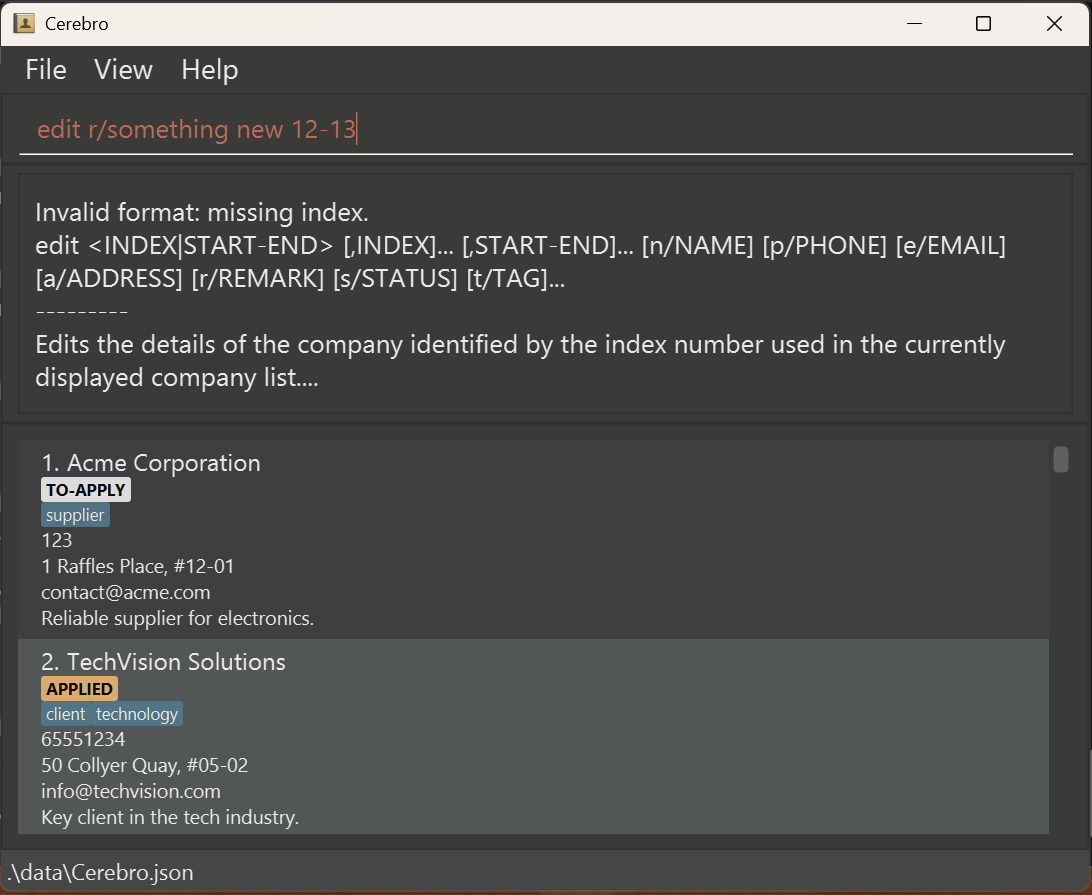 Cerebro
File View Help
edit r/something new 12-13
Invalid format: missing index.
edit <INDEX|START-END> [,INDEX]... [,START-END]... [n/NAME] [p/PHONE] [e/EMAIL]
[a/ADDRESS] [r/REMARK] [s/STATUS] [t/TAG]...
---------
Edits the details of the company identified by the index number used in the currently
displayed company list....
1. Acme Corporation
TO-APPLY
supplier
123
1 Raffles Place, #12-01
contact@acme.com
Reliable supplier for electronics.
2. TechVision Solutions
APPLIED
client technology
65551234
50 Collyer Quay, #05-02
info@techvision.com
Key client in the tech industry.
.\data\Cerebro.json